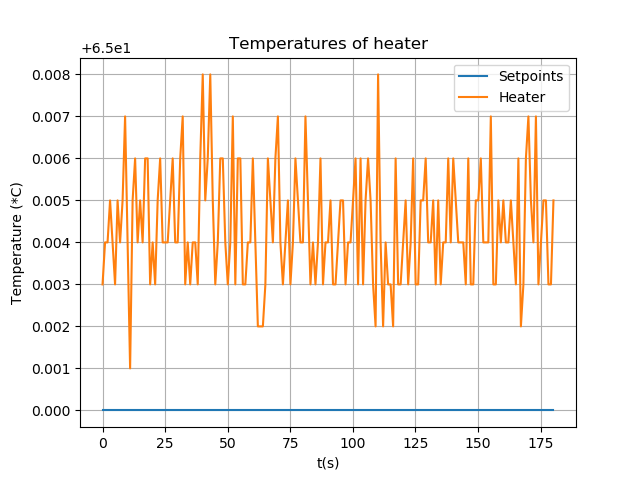 Temperatures of heater
+6.5e1
Setpoints
Heater
0.008
0.007
0.006
0.005
0.004
0.003
0.002
0.001
0.000
Temperature (*C)
0 25 50 75 100 125 150 175
t(s)